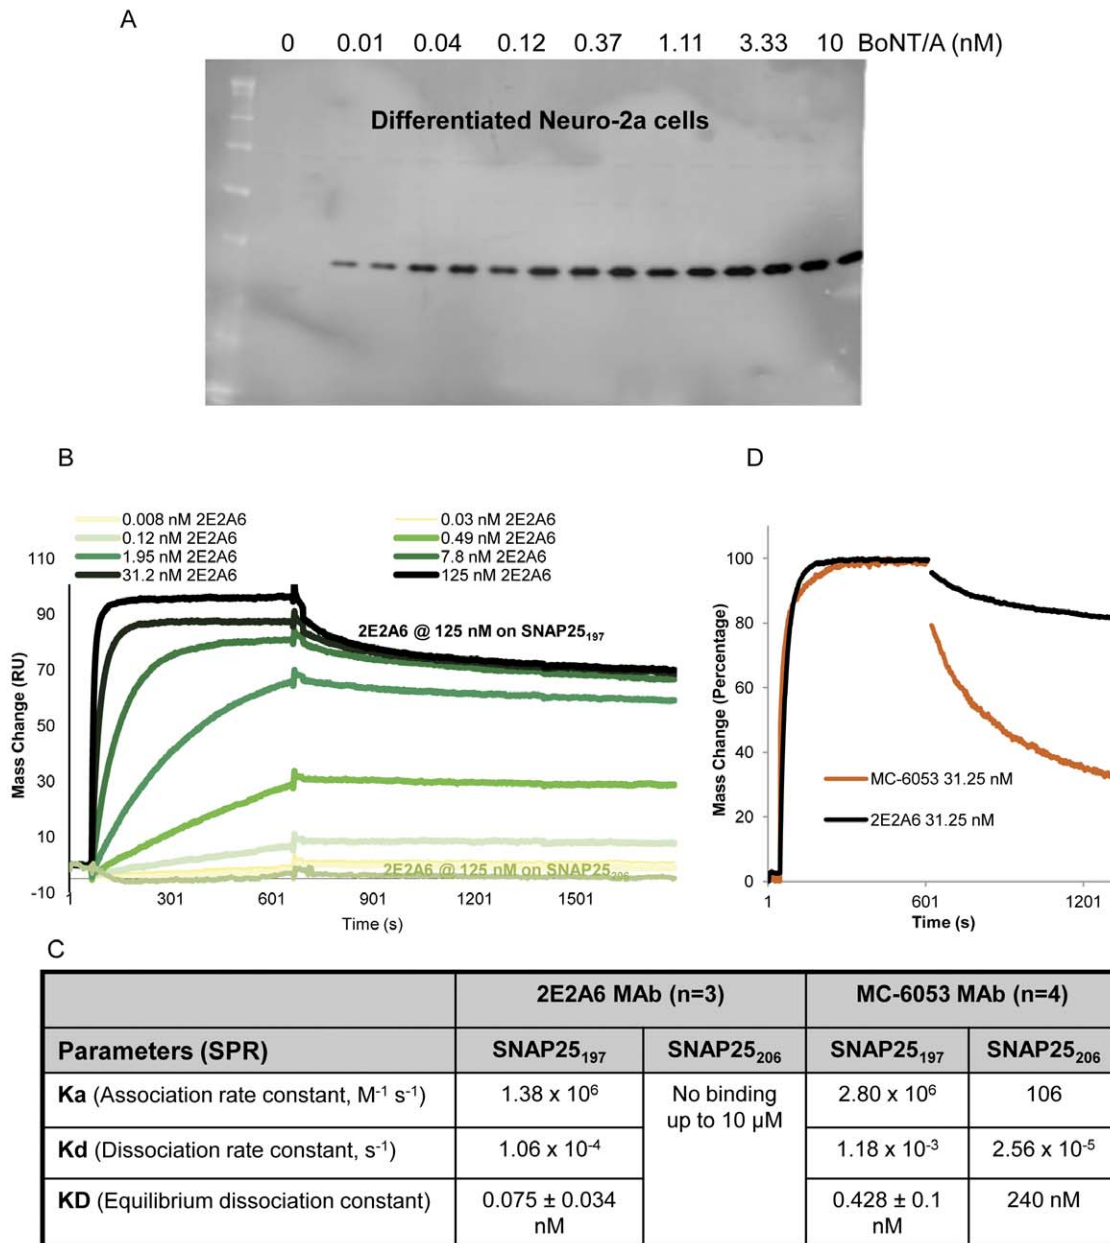 A
0 0.01 0.04 0.12 0.37 1.11 3.33 10 BoNT/A (nM)
Differentiated Neuro-2a cells
B
0.008 nM 2E2A6
0.03 nM 2E2A6
0.12 nM 2E2A6
0.49 nM 2E2A6
1.95 nM 2E2A6
7.8 nM 2E2A6
31.2 nM 2E2A6
125 nM 2E2A6
110
90
70
50
30
10
-10
Mass Change (RU)
2E2A6 @ 125 nM on SNAP25₁₉₇
2E2A6 @ 125 nM on SNAP25₂₀₆
1 301 601 901 1201 1501
Time (s)
D
100
80
60
40
20
0
Mass Change (Percentage)
MC-6053 31.25 nM
2E2A6 31.25 nM
1 601 1201
Time (s)
C
2E2A6 MAb (n=3) MC-6053 MAb (n=4)
Parameters (SPR) SNAP25₁₉₇ SNAP25₂₀₆ SNAP25₁₉₇ SNAP25₂₀₆
Ka (Association rate constant, M⁻¹ s⁻¹) 1.38 x 10⁶ No binding up to 10 µM 2.80 x 10⁶ 106
Kd (Dissociation rate constant, s⁻¹) 1.06 x 10⁻⁴ 1.18 x 10⁻³ 2.56 x 10⁻⁵
KD (Equilibrium dissociation constant) 0.075 ± 0.034 nM 0.428 ± 0.1 nM 240 nM